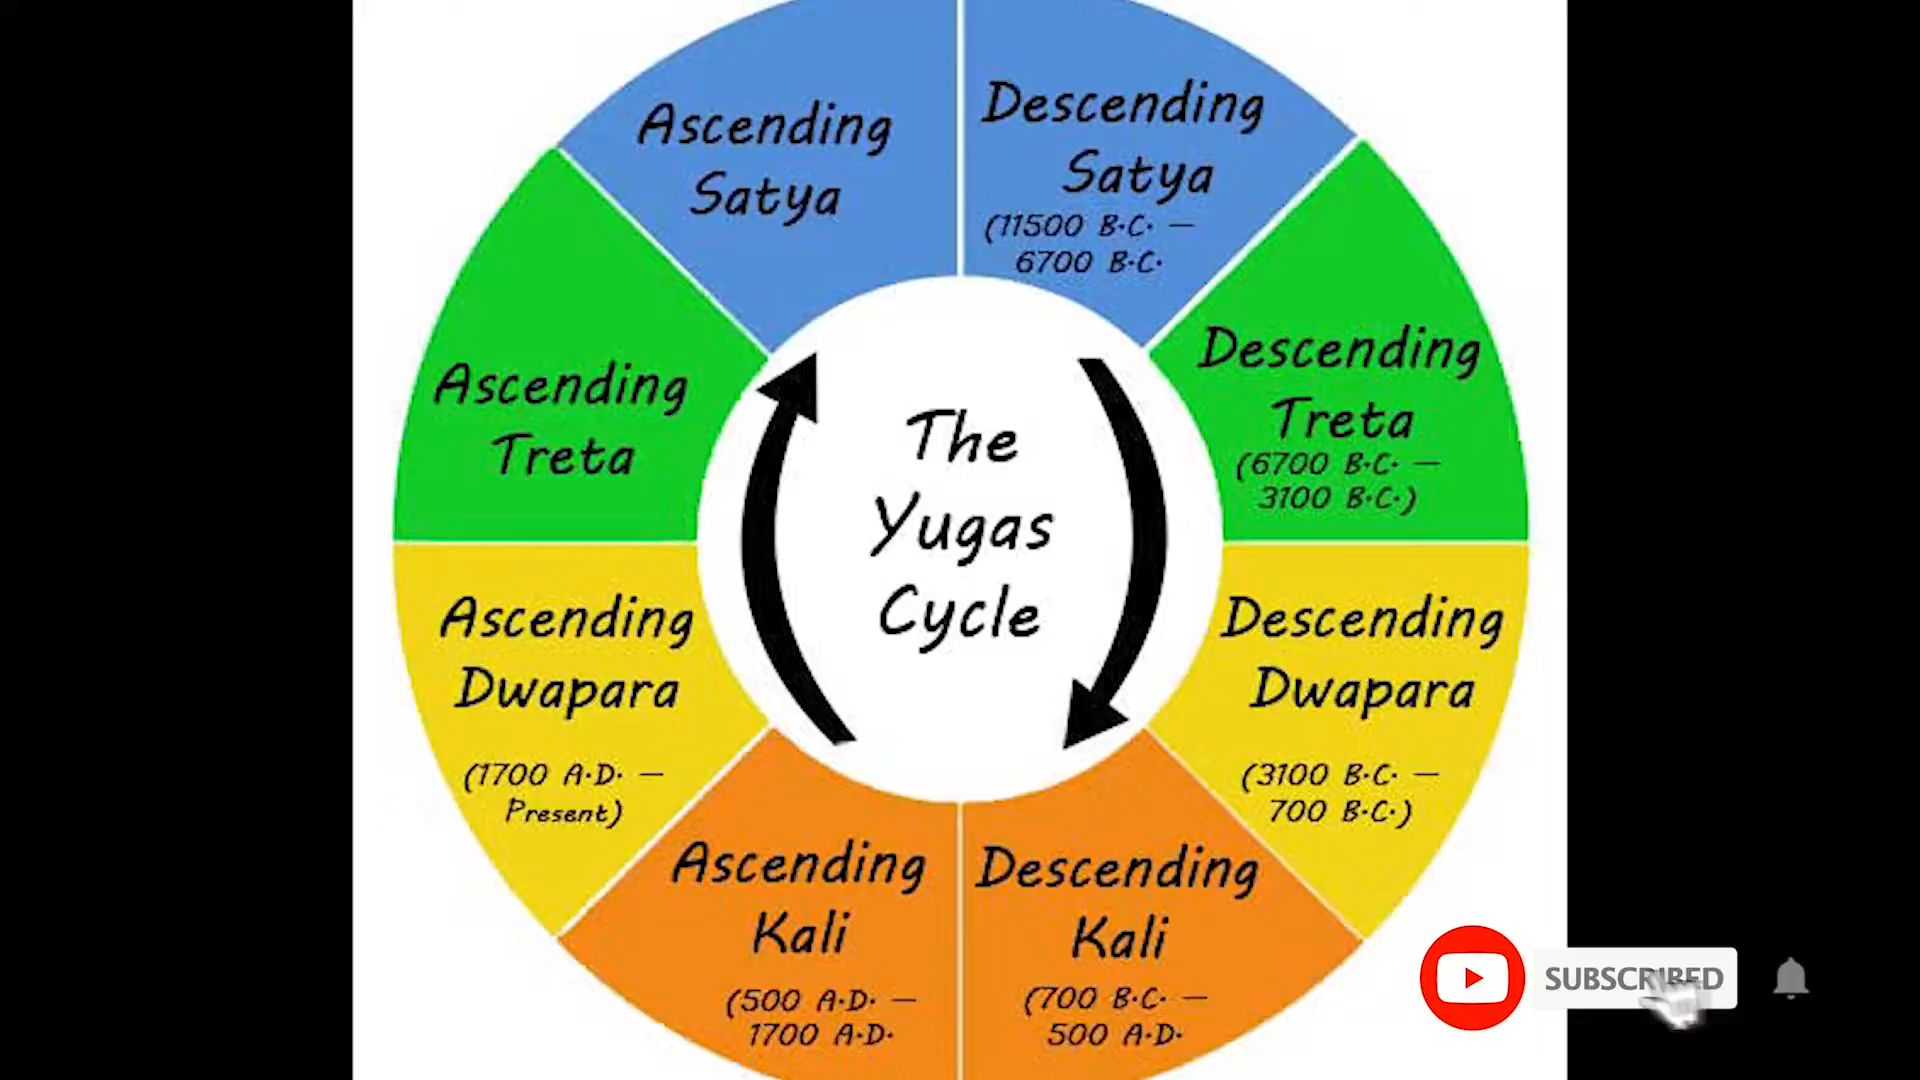 Ascending
Satya
Descending
Satya
(11500 B.C. —
6700 B.C.
Ascending
Treta
Descending
Treta
(6700 B.C. —
3100 B.C.)
The
Yugas
Cycle
Ascending
Dwapara
(1700 A.D. —
Present)
Descending
Dwapara
(3100 B.C. —
700 B.C.)
Ascending
Kali
(500 A.D. —
1700 A.D.
Descending
Kali
(700 B.C. —
500 A.D.
SUBSCRIBED